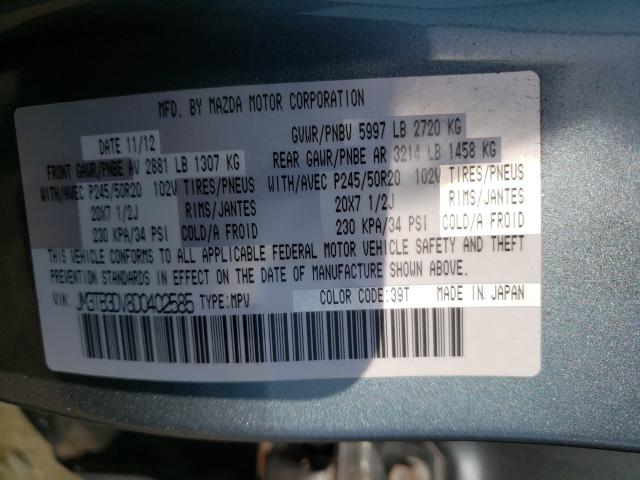 MFD. BY MAZDA MOTOR CORPORATION
DATE 11/12 GVWR/PNBV 5997 LB 2720 KG
FRONT GAWR/PNBE AV 2881 LB 1307 KG REAR GAWR/PNBE AR 3214 LB 1458 KG
WITH/AVEC P245/50R20 102V TIRES/PNEUS WITH/AVEC P245/50R20 102V TIRES/PNEUS
20X7 1/2J RIMS/JANTES 20X7 1/2J RIMS/JANTES
230 KPA/34 PSI COLD/A FROID 230 KPA/34 PSI COLD/A FROID
THIS VEHICLE CONFORMS TO ALL APPLICABLE FEDERAL MOTOR VEHICLE SAFETY AND THEFT
PREVENTION STANDARDS IN EFFECT ON THE DATE OF MANUFACTURE SHOWN ABOVE.
VIN: JM3TB3DV8D0402585 TYPE:MPV COLOR CODE:39T MADE IN JAPAN